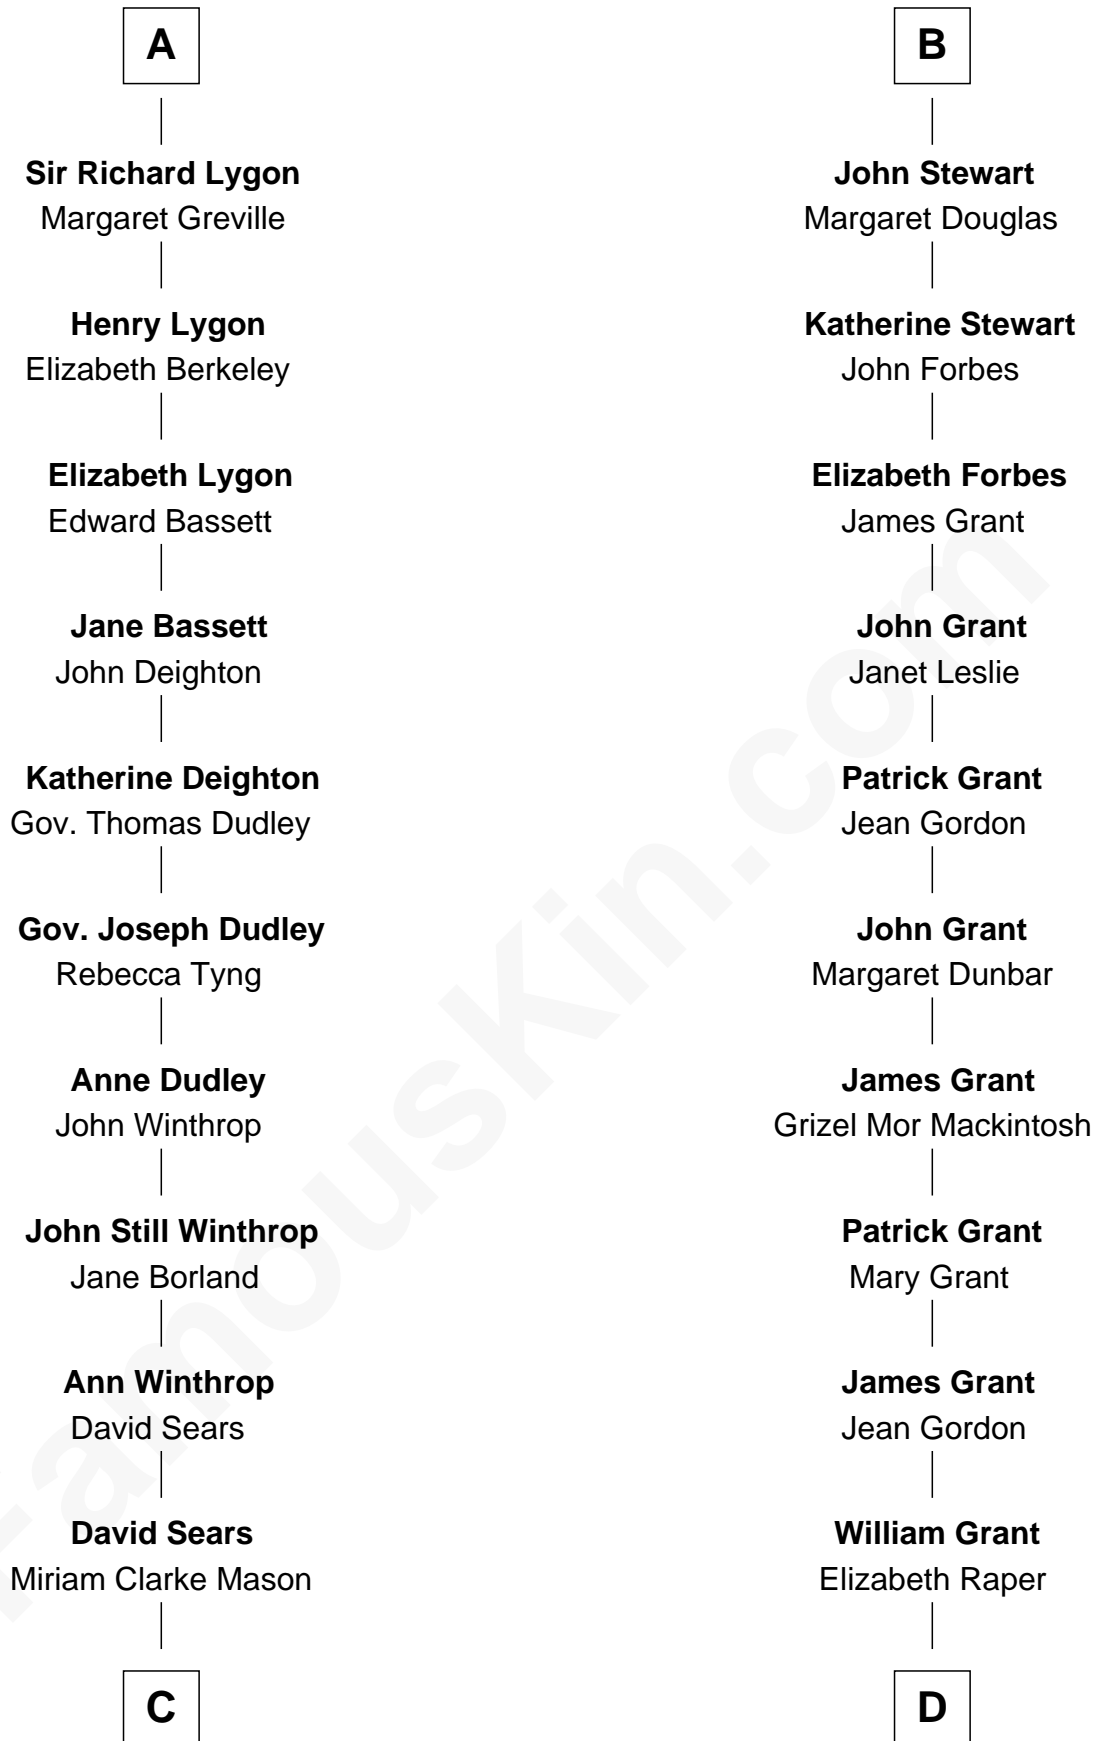 A
Sir Richard Lygon
Margaret Greville
Henry Lygon
Elizabeth Berkeley
Elizabeth Lygon
Edward Bassett
Jane Bassett
John Deighton
Katherine Deighton
Gov. Thomas Dudley
Gov. Joseph Dudley
Rebecca Tyng
Anne Dudley
John Winthrop
John Still Winthrop
Jane Borland
Ann Winthrop
David Sears
David Sears
Miriam Clarke Mason
C
B
John Stewart
Margaret Douglas
Katherine Stewart
John Forbes
Elizabeth Forbes
James Grant
John Grant
Janet Leslie
Patrick Grant
Jean Gordon
John Grant
Margaret Dunbar
James Grant
Grizel Mor Mackintosh
Patrick Grant
Mary Grant
James Grant
Jean Gordon
William Grant
Elizabeth Raper
D
FamousKin.com